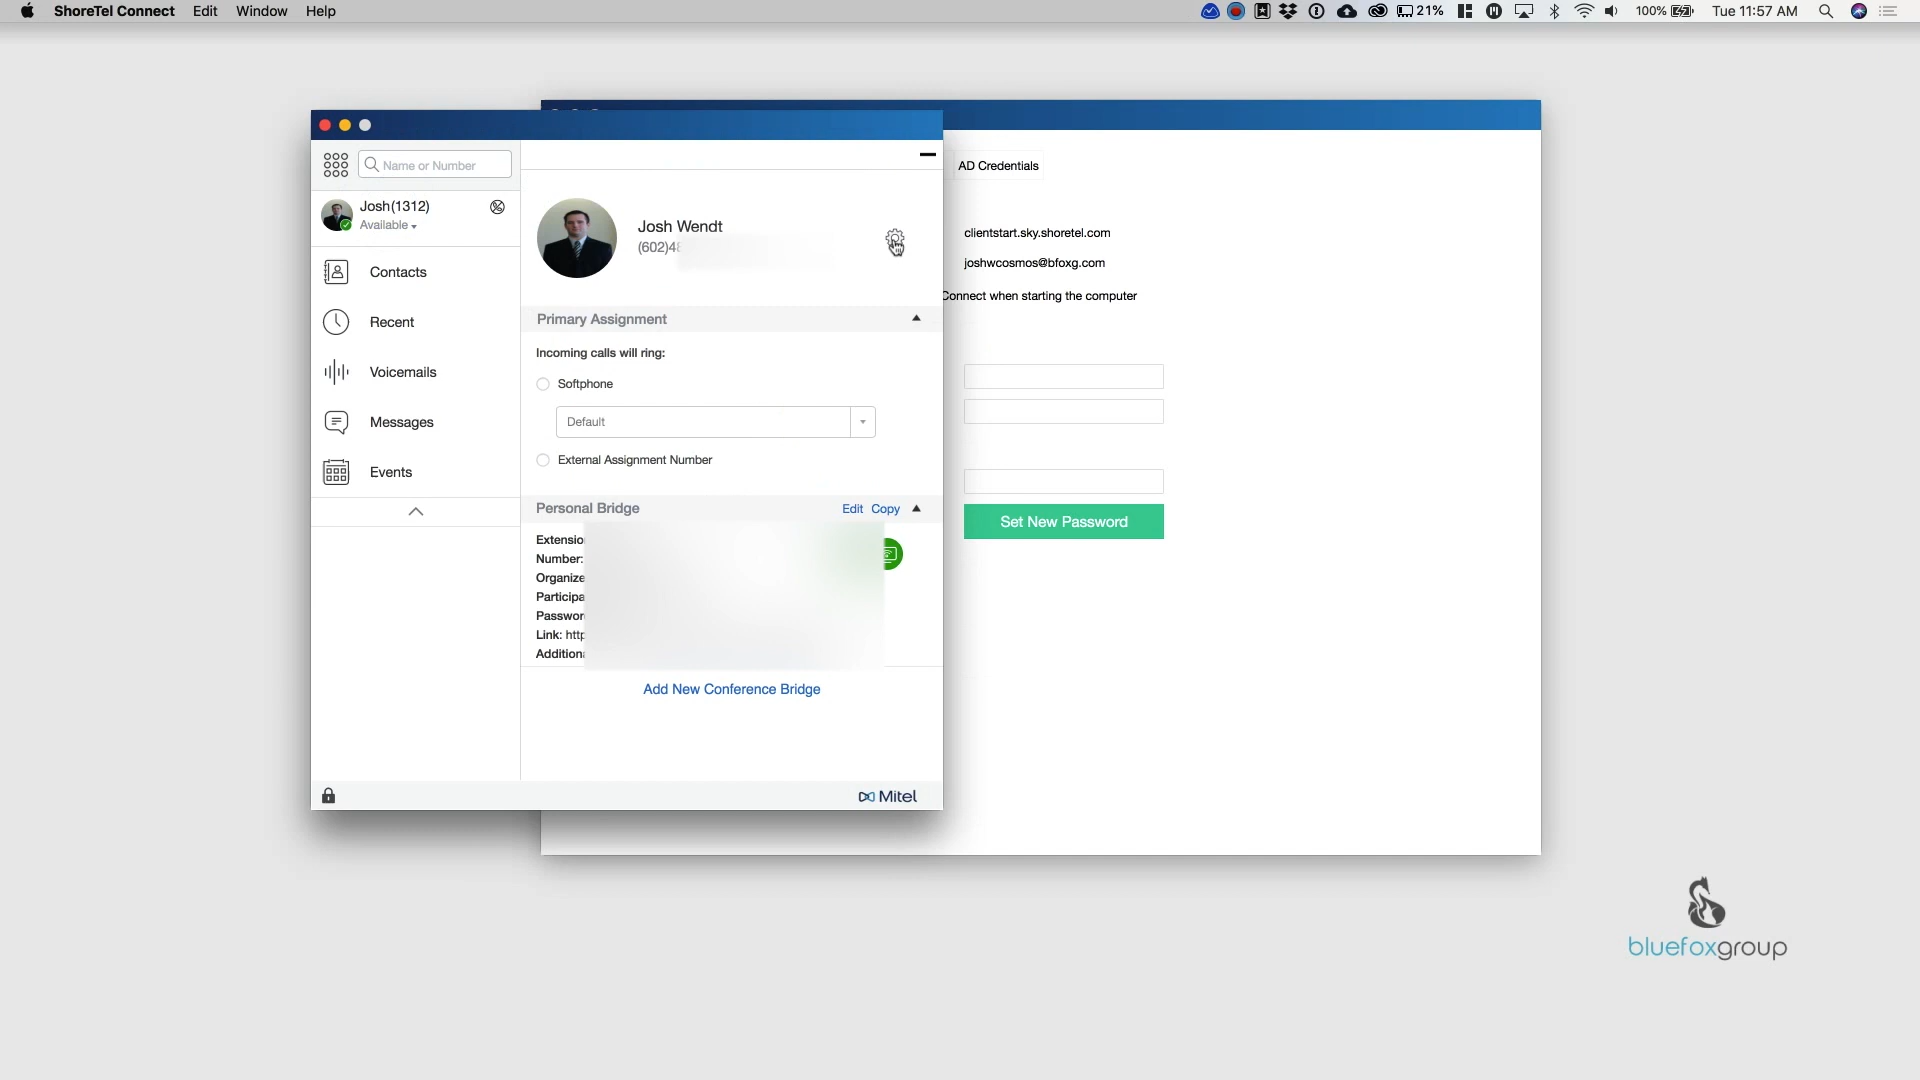 ShoreTel Connect Edit Window Help 21% 100% Tue 11:57 AM
Name or Number
Josh(1312)
Available
Contacts
Recent
Voicemails
Messages
Events
Josh Wendt
(602)48
Primary Assignment
Incoming calls will ring:
Softphone
Default
External Assignment Number
Personal Bridge Edit Copy
Extensio
Number:
Organize
Participa
Passwor
Link: http
Additiona
Add New Conference Bridge
Mitel
AD Credentials
clientstart.sky.shoretel.com
joshwcosmos@bfoxg.com
Connect when starting the computer
Set New Password
bluefoxgroup